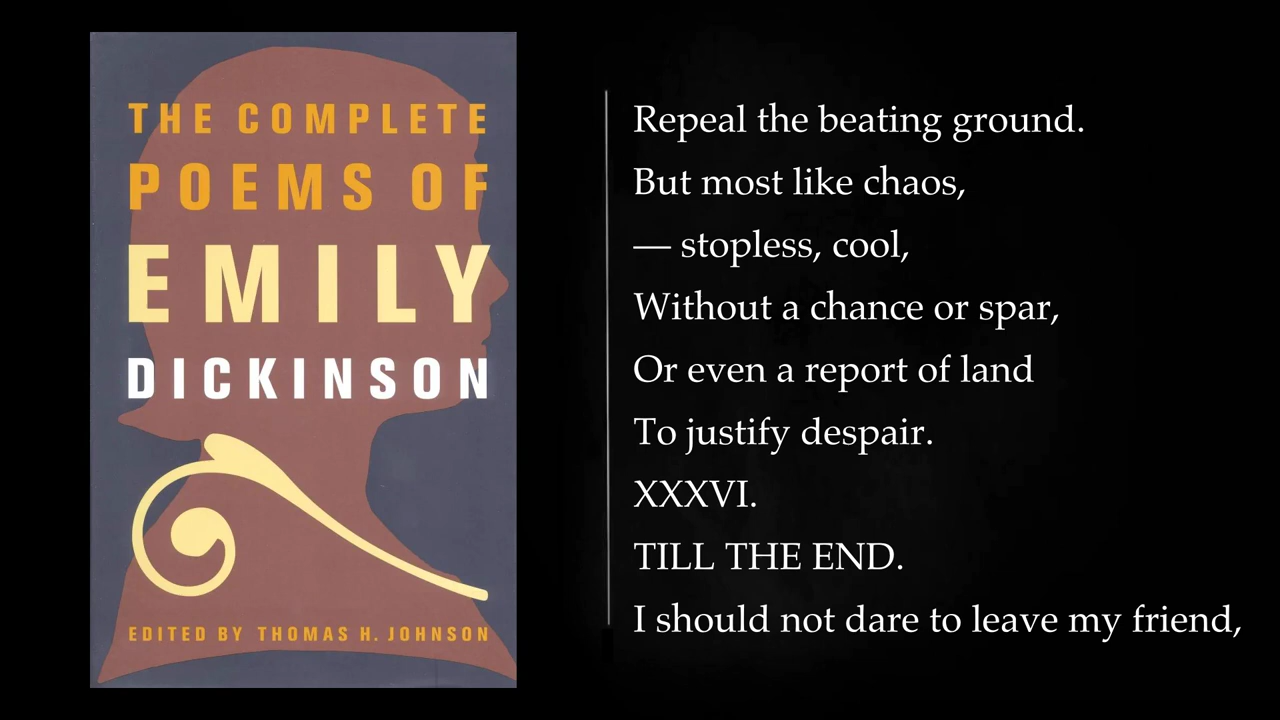 THE COMPLETE
POEMS OF
EMILY
DICKINSON
EDITED BY THOMAS H. JOHNSON
Repeal the beating ground.
But most like chaos,
— stopless, cool,
Without a chance or spar,
Or even a report of land
To justify despair.
XXXVI.
TILL THE END.
I should not dare to leave my friend,